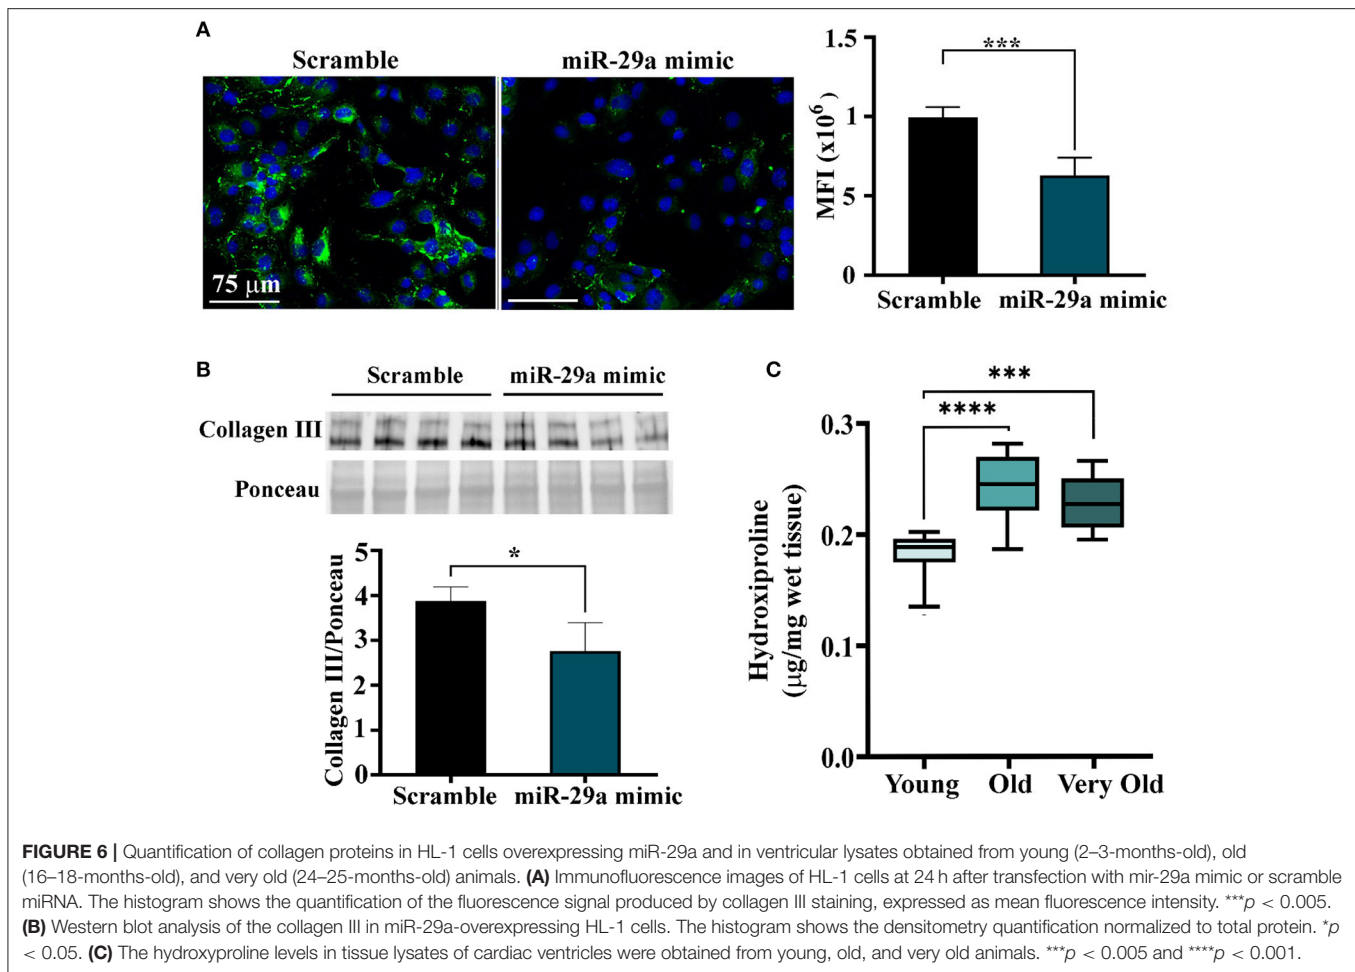 A
Scramble
miR-29a mimic
75 μm
***
MFI (x10⁶)
1.5
1
5
0
Scramble
miR-29a mimic
B
Scramble
miR-29a mimic
Collagen III
Ponceau
*
Collagen III/Ponceau
5
4
3
2
1
0
Scramble
miR-29a mimic
C
***
****
Hydroxiproline
(μg/mg wet tissue)
0.3
0.2
0.1
0.0
Young
Old
Very Old
FIGURE 6 | Quantification of collagen proteins in HL-1 cells overexpressing miR-29a and in ventricular lysates obtained from young (2–3-months-old), old
(16–18-months-old), and very old (24–25-months-old) animals. (A) Immunofluorescence images of HL-1 cells at 24 h after transfection with mir-29a mimic or scramble
miRNA. The histogram shows the quantification of the fluorescence signal produced by collagen III staining, expressed as mean fluorescence intensity. ***p < 0.005.
(B) Western blot analysis of the collagen III in miR-29a-overexpressing HL-1 cells. The histogram shows the densitometry quantification normalized to total protein. *p
< 0.05. (C) The hydroxyproline levels in tissue lysates of cardiac ventricles were obtained from young, old, and very old animals. ***p < 0.005 and ****p < 0.001.